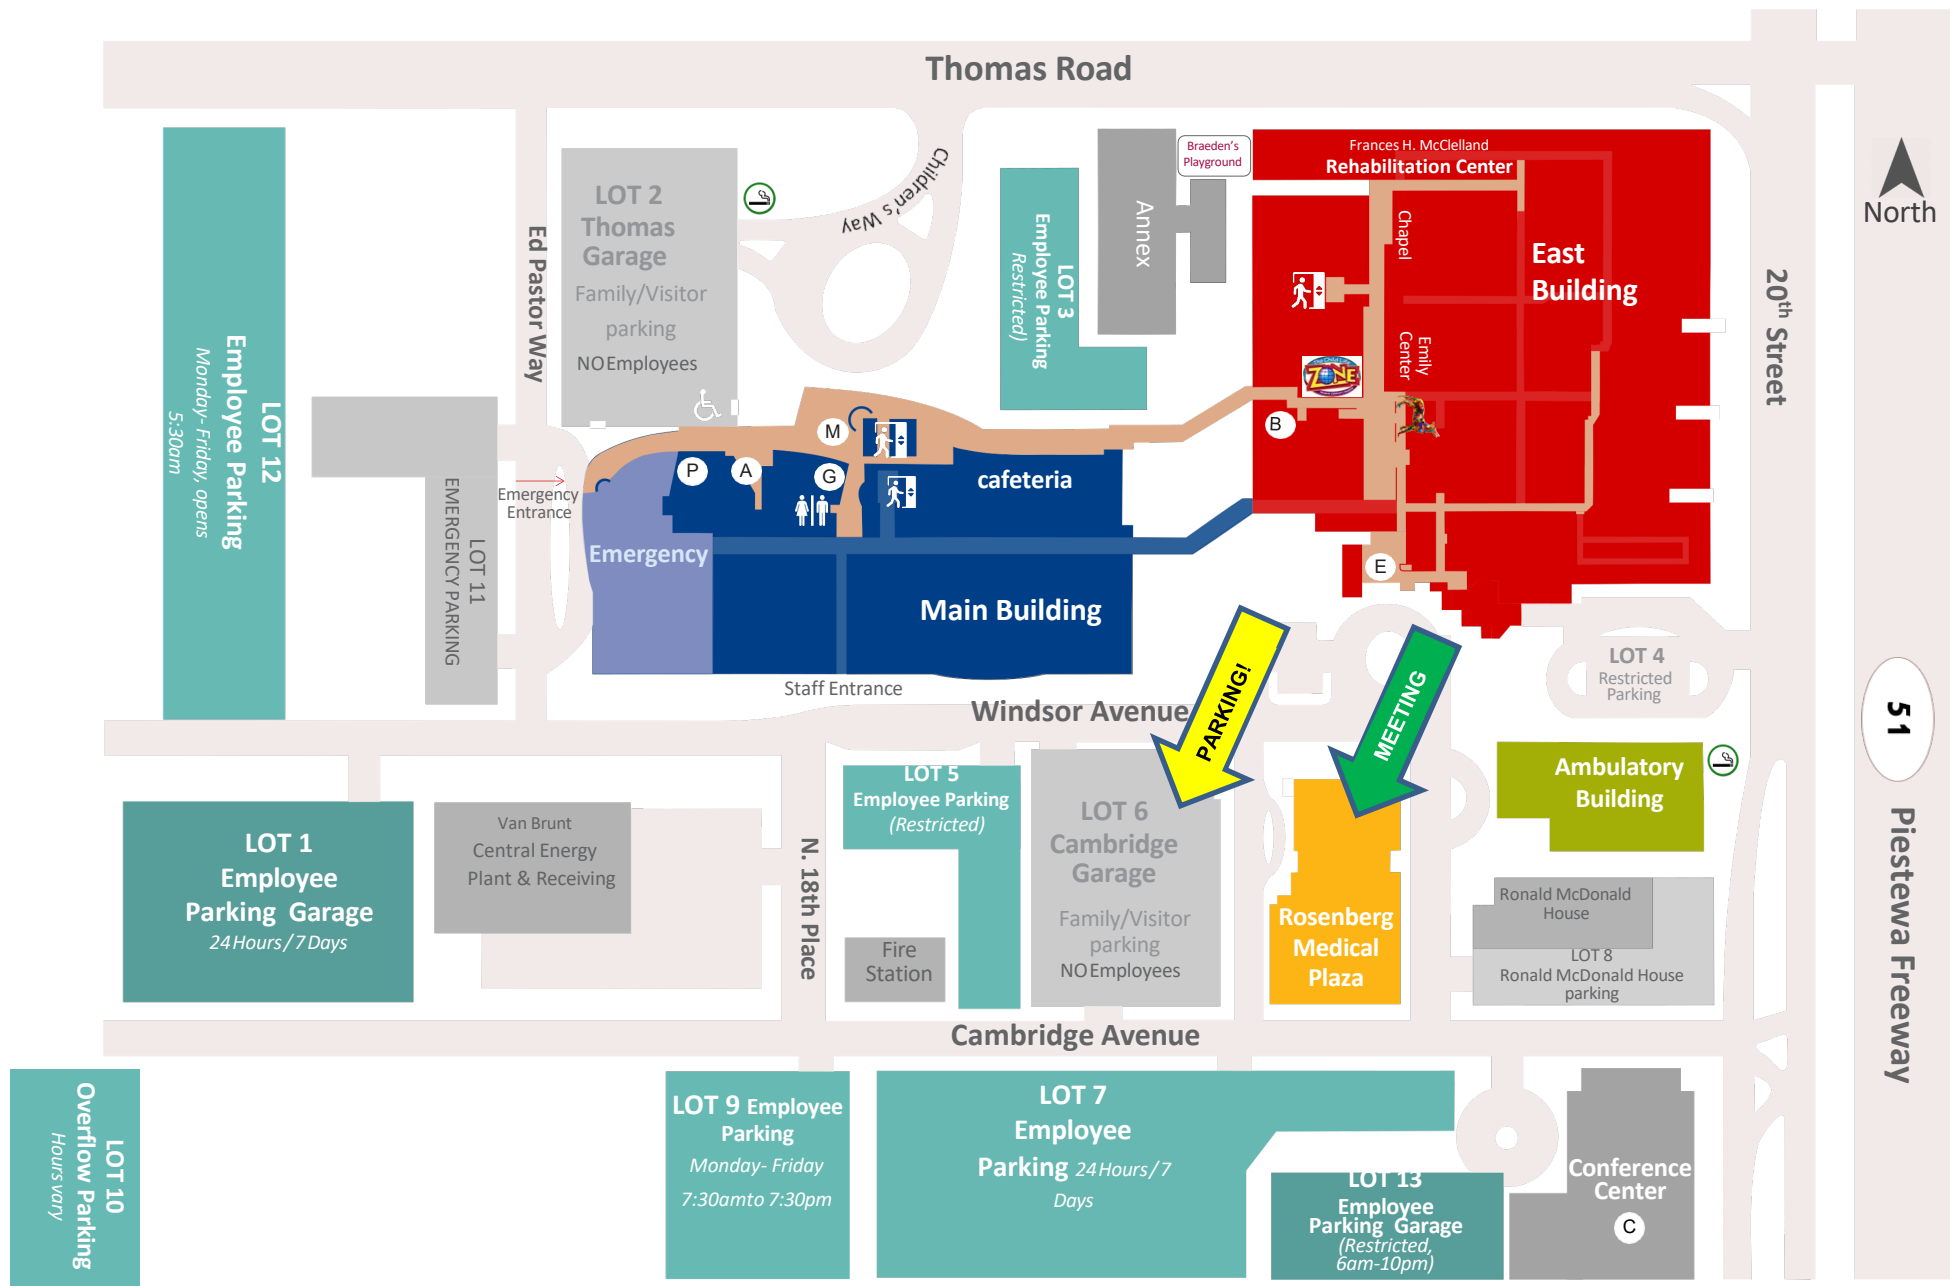 Thomas Road
Children's Way
Ed Pastor Way
20th Street
North
51
Piestewa Freeway
LOT 12
Employee Parking
Monday- Friday, opens
5:30am
LOT 2
Thomas
Garage
Family/Visitor
parking
NOEmployees
LOT 3
Employee Parking
Restricted)
Annex
Braeden's
Playground
Frances H. McClelland
Rehabilitation Center
Chapel
East
Building
Emily
Center
ZONE
B
E
M
P
A
G
cafeteria
Emergency
Entrance
LOT 11
EMERGENCY PARKING
Emergency
Main Building
Staff Entrance
Windsor Avenue
PARKING!
MEETING
LOT 4
Restricted
Parking
LOT 1
Employee
Parking Garage
24 Hours / 7 Days
Van Brunt
Central Energy
Plant & Receiving
N. 18th Place
LOT 5
Employee Parking
(Restricted)
Fire
Station
LOT 6
Cambridge
Garage
Family/Visitor
parking
NOEmployees
Rosenberg
Medical
Plaza
Ambulatory
Building
Ronald McDonald
House
LOT 8
Ronald McDonald House
parking
Cambridge Avenue
LOT 10
Overflow Parking
Hours vary
LOT 9 Employee
Parking
Monday- Friday
7:30amto 7:30pm
LOT 7
Employee
Parking 24 Hours / 7
Days
LOT 13
Employee
Parking Garage
(Restricted,
6am-10pm)
Conference
Center
C